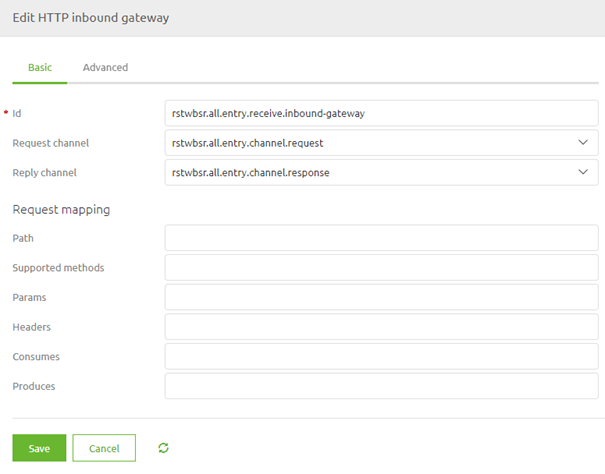 Edit HTTP inbound gateway
Basic Advanced
* Id rstwbsr.all.entry.receive.inbound-gateway
Request channel rstwbsr.all.entry.channel.request
Reply channel rstwbsr.all.entry.channel.response
Request mapping
Path
Supported methods
Params
Headers
Consumes
Produces
Save Cancel